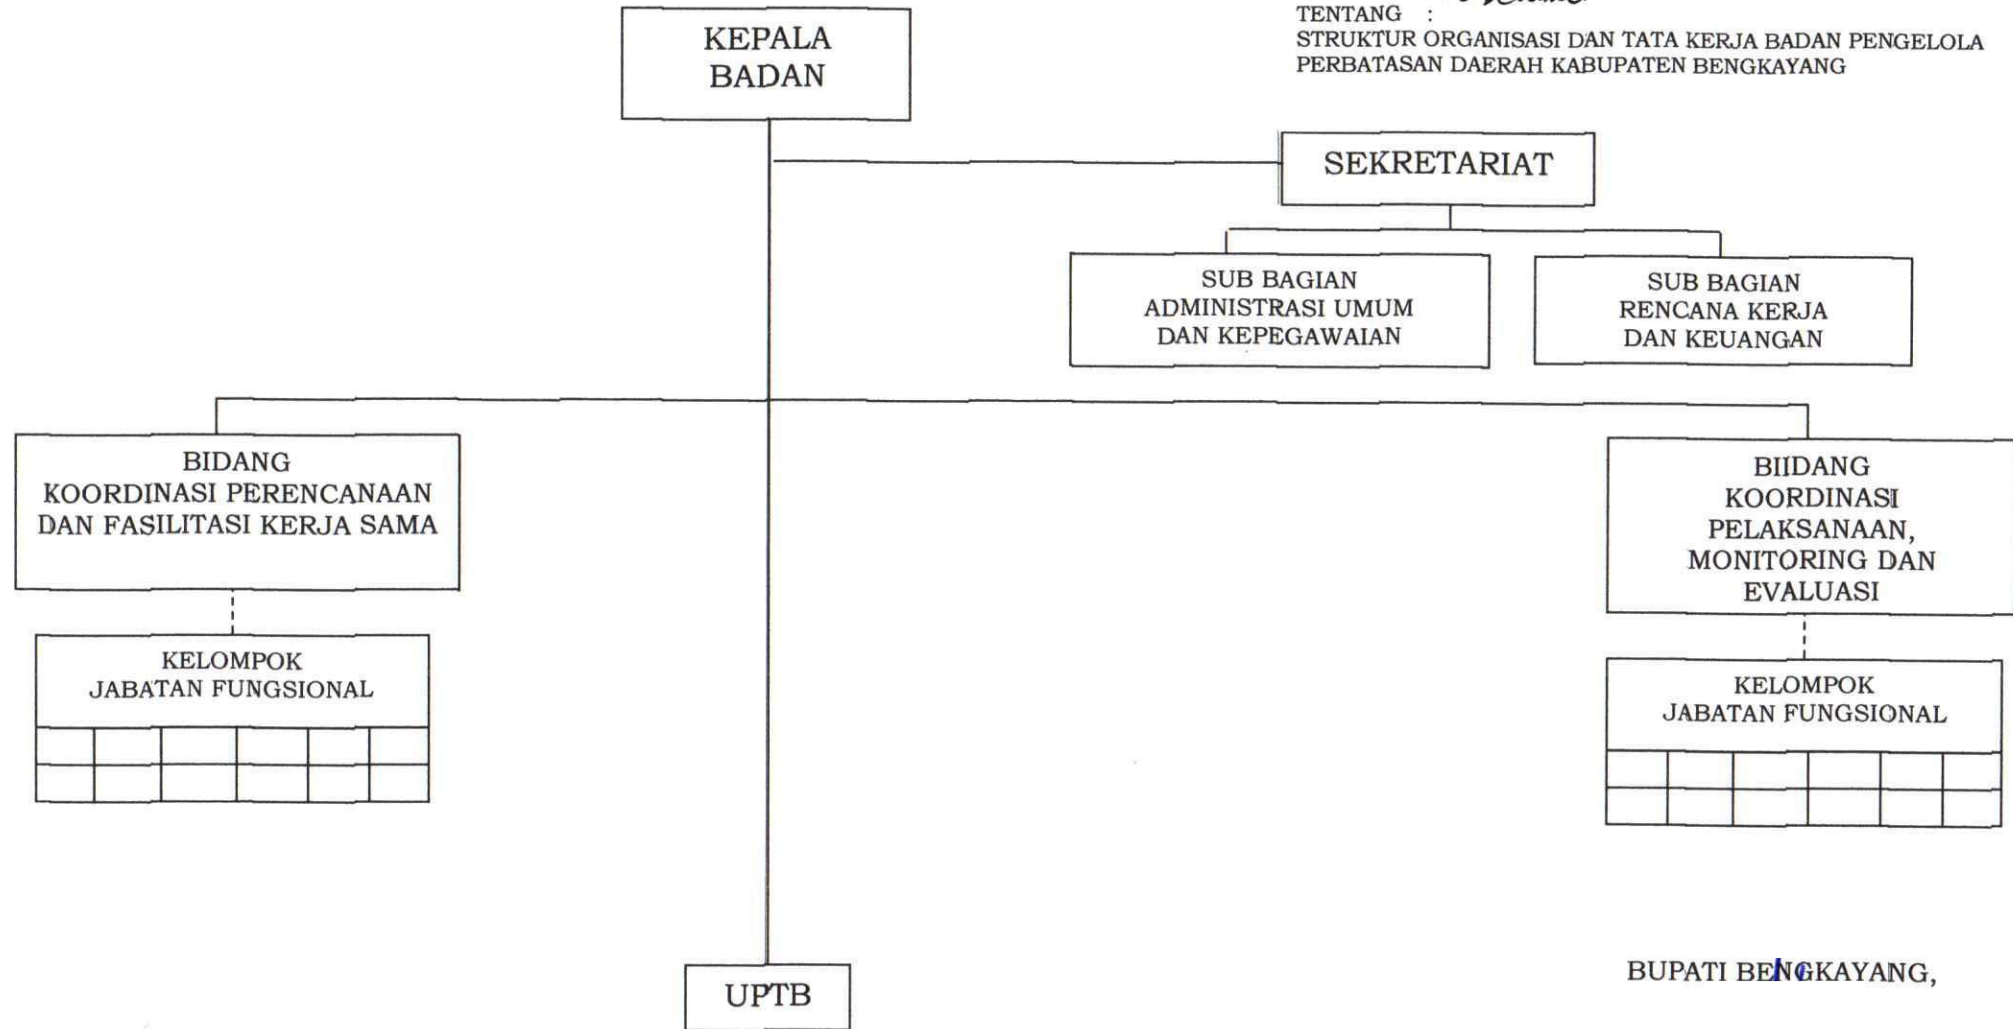 TENTANG :
STRUKTUR ORGANISASI DAN TATA KERJA BADAN PENGELOLA
PERBATASAN DAERAH KABUPATEN BENGKAYANG
KEPALA
BADAN
SEKRETARIAT
SUB BAGIAN
ADMINISTRASI UMUM
DAN KEPEGAWAIAN
SUB BAGIAN
RENCANA KERJA
DAN KEUANGAN
BIDANG
KOORDINASI PERENCANAAN
DAN FASILITASI KERJA SAMA
BIIDANG
KOORDINASI
PELAKSANAAN,
MONITORING DAN
EVALUASI
KELOMPOK
JABATAN FUNGSIONAL
KELOMPOK
JABATAN FUNGSIONAL
UPTB
BUPATI BENGKAYANG,